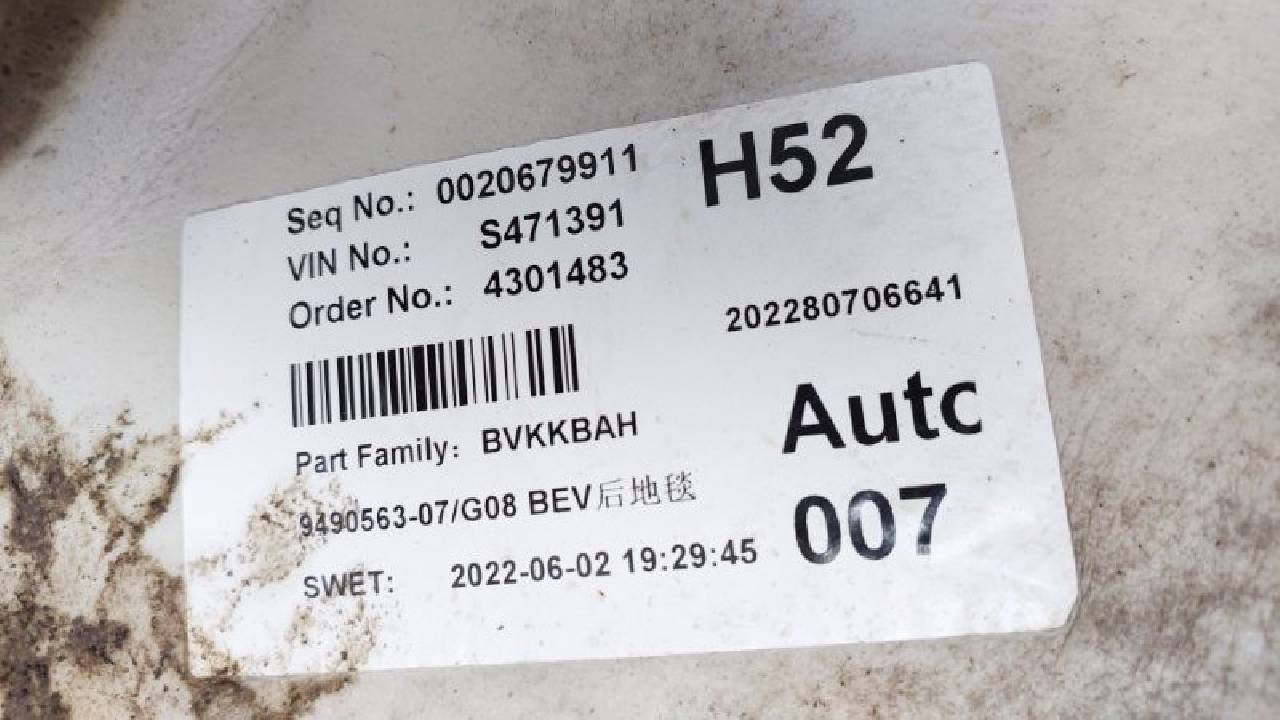 Seq No.: 0020679911
H52
VIN No.: S471391
Order No.: 4301483
202280706641
Part Family: BVKKBAH
Autc
9490563-07/G08 BEV后地毯
007
SWET: 2022-06-02 19:29:45